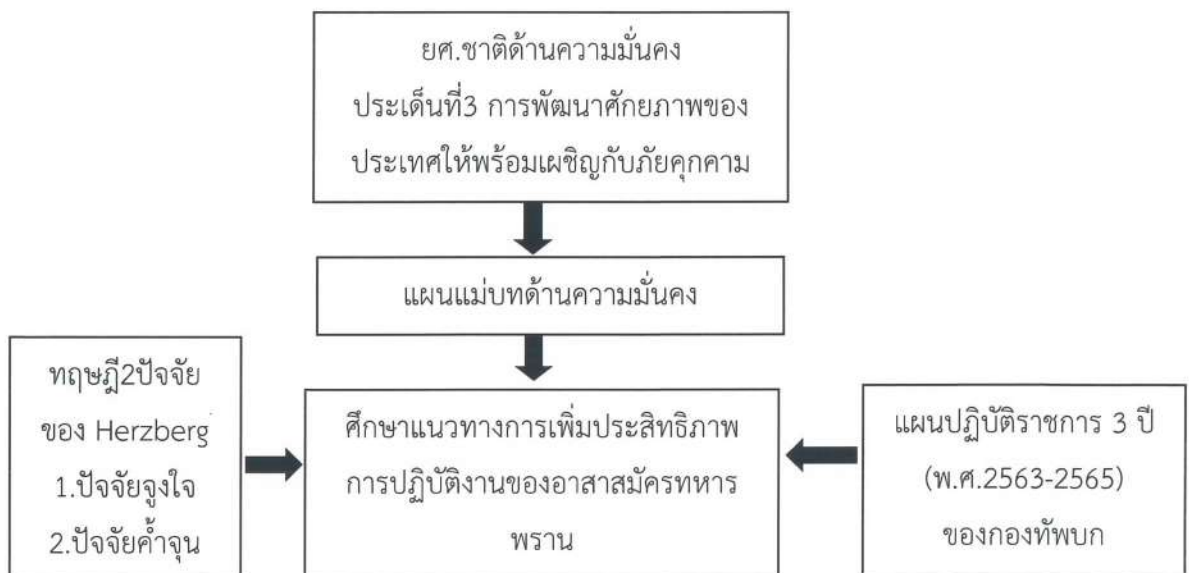 ยศ.ชาติด้านความมั่นคง
ประเด็นที่3 การพัฒนาศักยภาพของ
ประเทศให้พร้อมเผชิญกับภัยคุกคาม
แผนแม่บทด้านความมั่นคง
ทฤษฎี2ปัจจัย
ของ Herzberg
1.ปัจจัยจูงใจ
2.ปัจจัยค้ำจุน
ศึกษาแนวทางการเพิ่มประสิทธิภาพ
การปฏิบัติงานของอาสาสมัครทหาร
พราน
แผนปฏิบัติราชการ 3 ปี
(พ.ศ.2563-2565)
ของกองทัพบก